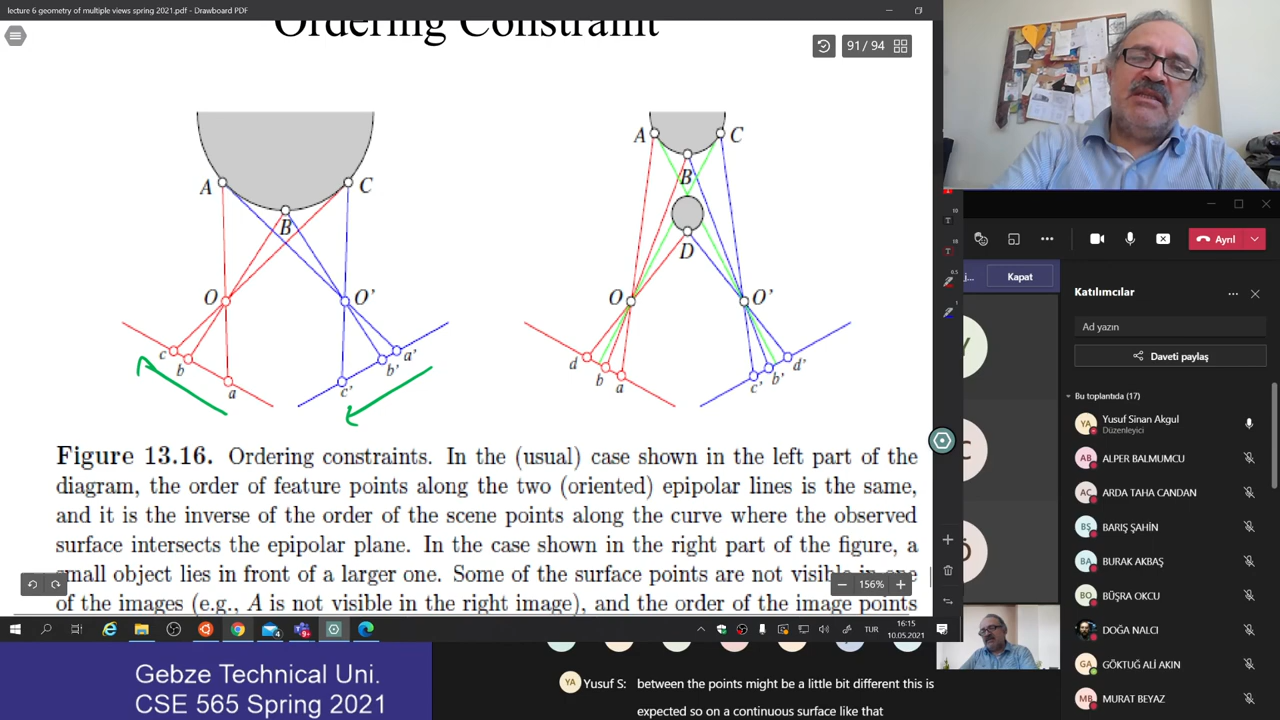 lecture 6 geometry of multiple views spring 2021.pdf - Drawboard PDF
Ordering Constraint
91 / 94
A
C
B
O
O'
c
b
a
a'
b'
c'
A
C
B
D
O
O'
d
b
a
c'
b'
d'
Figure 13.16. Ordering constraints. In the (usual) case shown in the left part of the
diagram, the order of feature points along the two (oriented) epipolar lines is the same,
and it is the inverse of the order of the scene points along the curve where the observed
surface intersects the epipolar plane. In the case shown in the right part of the figure, a
small object lies in front of a larger one. Some of the surface points are not visible in one
of the images (e.g., A is not visible in the right image), and the order of the image points
156%
Ayrıl
Kapat
Katılımcılar
Ad yazın
Daveti paylaş
Bu toplantıda (17)
YA Yusuf Sinan Akgul
Düzenleyici
AB ALPER BALMUMCU
AC ARDA TAHA CANDAN
BŞ BARIŞ ŞAHİN
BA BURAK AKBAŞ
BO BÜŞRA OKCU
DOĞA NALCI
GA GÖKTUĞ ALİ AKIN
MB MURAT BEYAZ
TUR
16:15
10.05.2021
Gebze Technical Uni.
CSE 565 Spring 2021
YA Yusuf S: between the points might be a little bit different this is
expected so on a continuous surface like that